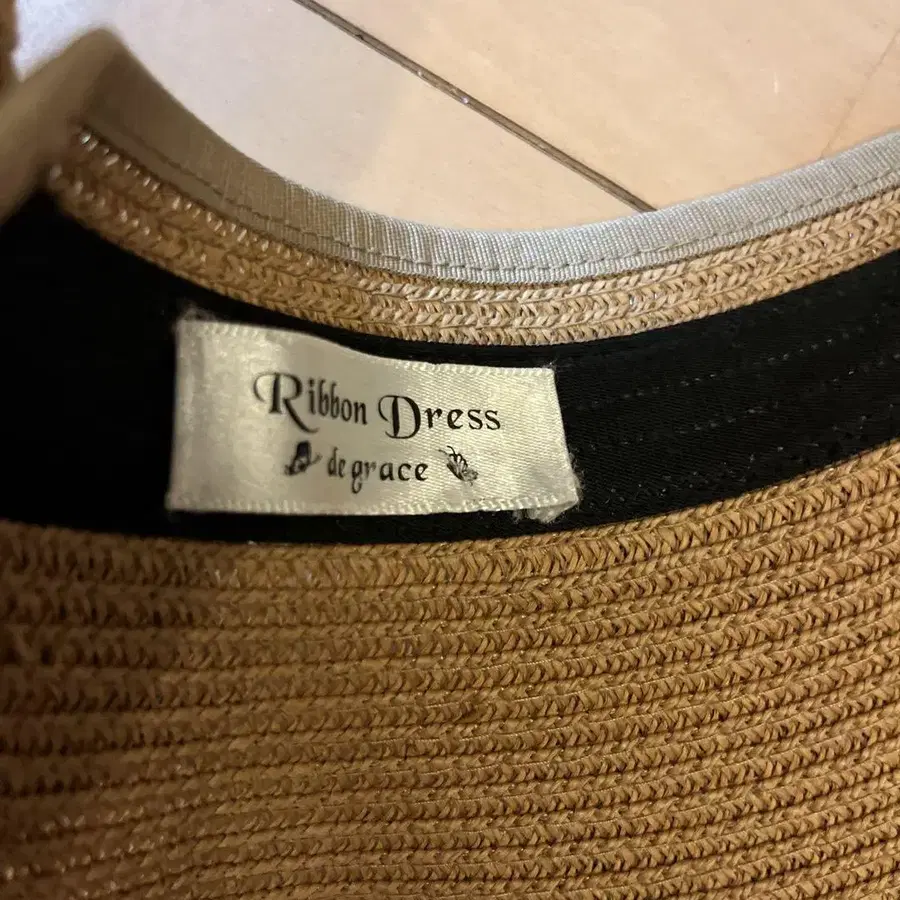 Ribbon Dress
de grace